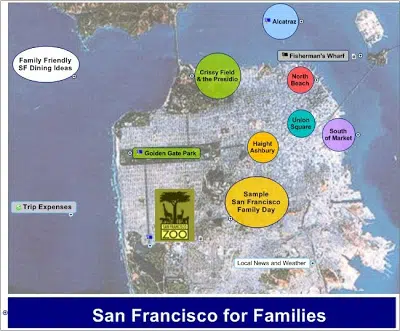 Alcatraz
Fisherman's Wharf
Family Friendly
SF Dining Ideas
Crissy Field
& the Presidio
North
Beach
Union
Square
South
of Market
Haight
Ashbury
Golden Gate Park
Sample
San Francisco
Family Day
Trip Expenses
SAN FRANCISCO
ZOO
Local News and Weather
San Francisco for Families